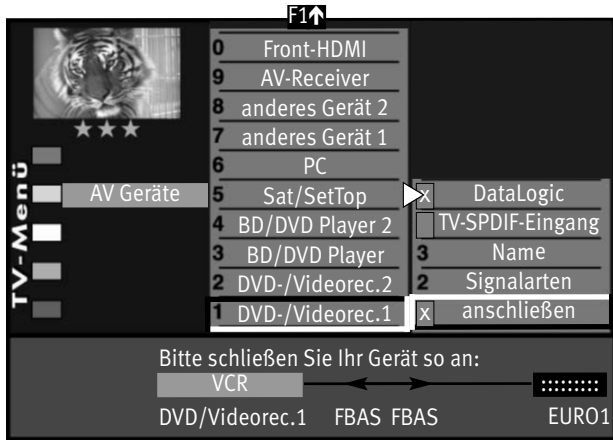 F1↑
0 Front-HDMI
9 AV-Receiver
8 anderes Gerät 2
7 anderes Gerät 1
6 PC
5 Sat/SetTop
4 BD/DVD Player 2
3 BD/DVD Player
2 DVD-/Videorec.2
1 DVD-/Videorec.1
TV-Menü
AV Geräte
x DataLogic
TV-SPDIF-Eingang
3 Name
2 Signalarten
x anschließen
Bitte schließen Sie Ihr Gerät so an:
VCR
DVD/Videorec.1 FBAS FBAS EURO1